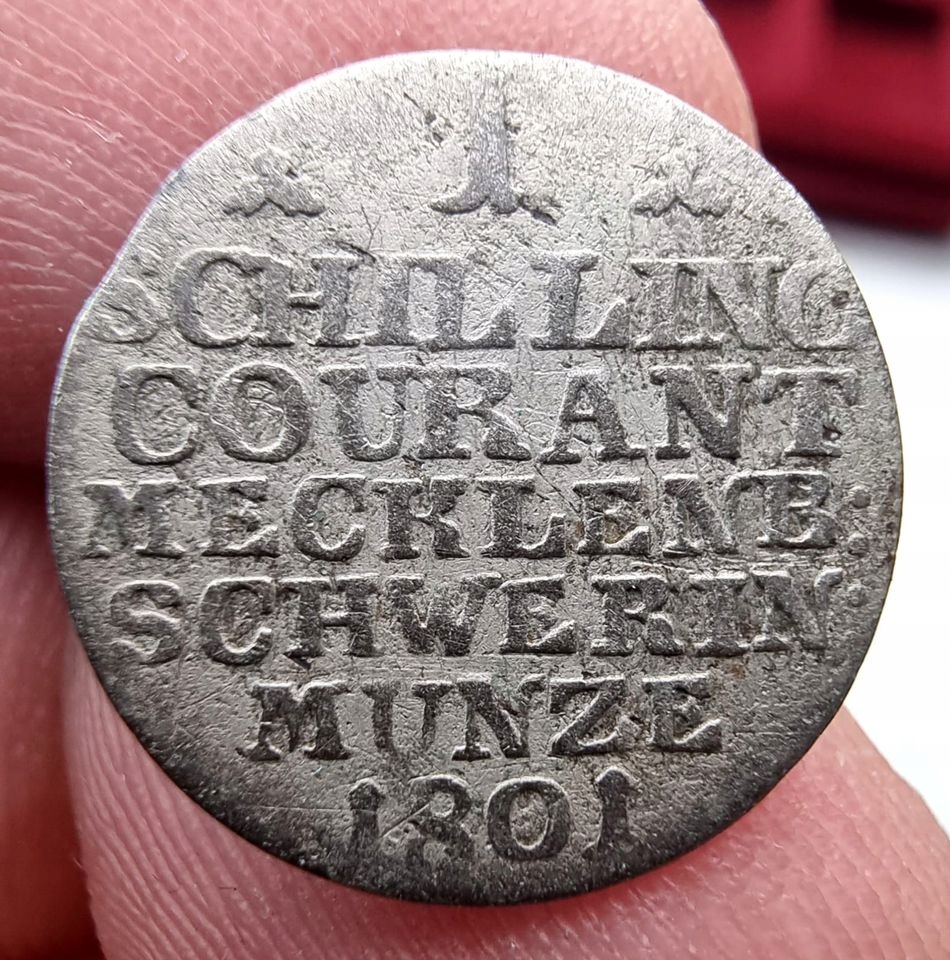 1
SCHILLING
COURANT
MECKLENB:
SCHWERIN:
MUNZE
1801